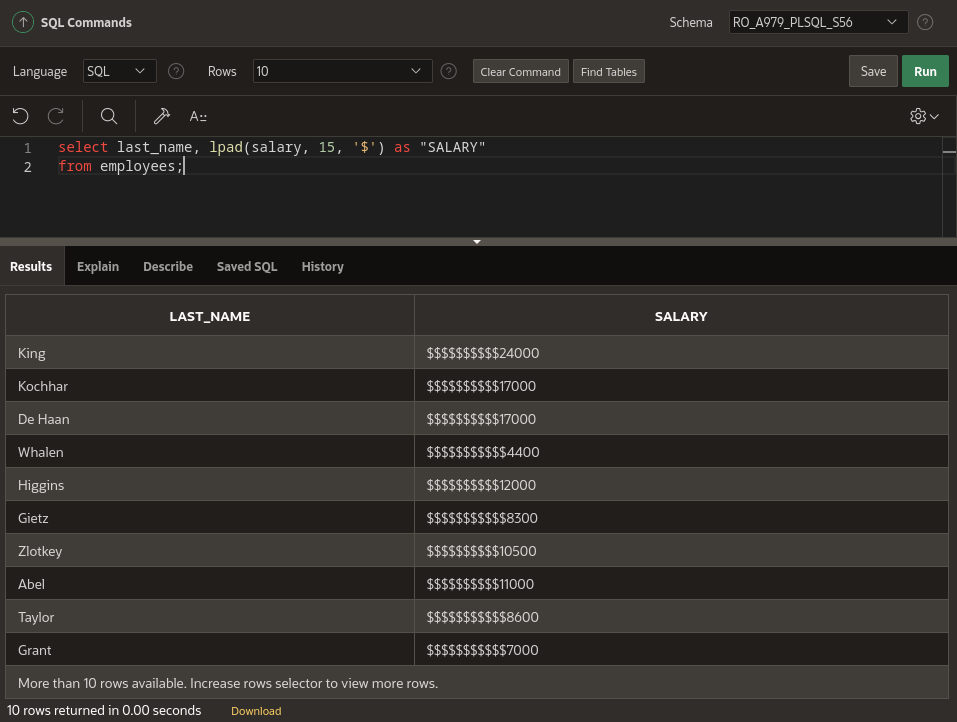 SQL Commands Schema RO_A979_PLSQL_S56
Language SQL Rows 10 Clear Command Find Tables Save Run
A::
1 select last_name, lpad(salary, 15, '$') as "SALARY"
2 from employees;
Results Explain Describe Saved SQL History
LAST_NAME SALARY
King $$$$$$$$$$24000
Kochhar $$$$$$$$$$17000
De Haan $$$$$$$$$$17000
Whalen $$$$$$$$$$$4400
Higgins $$$$$$$$$$12000
Gietz $$$$$$$$$$$8300
Zlotkey $$$$$$$$$$10500
Abel $$$$$$$$$$11000
Taylor $$$$$$$$$$$8600
Grant $$$$$$$$$$$7000
More than 10 rows available. Increase rows selector to view more rows.
10 rows returned in 0.00 seconds Download